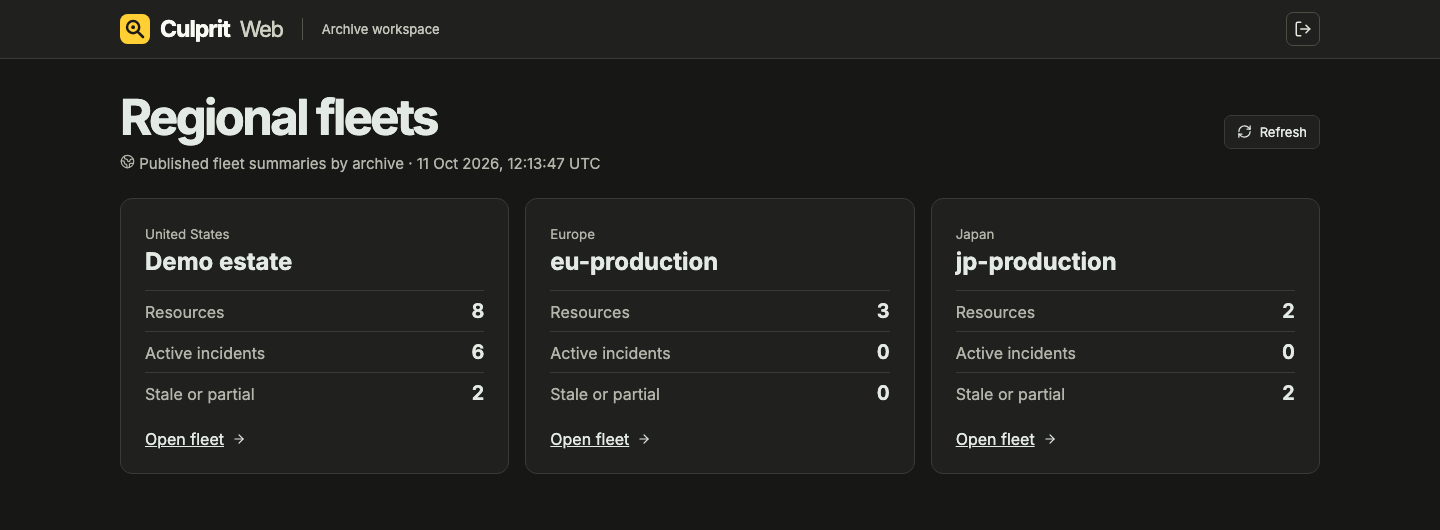 Culprit Web
Archive workspace
Regional fleets
Published fleet summaries by archive · 11 Oct 2026, 12:13:47 UTC
Refresh
United States
Demo estate
Resources 8
Active incidents 6
Stale or partial 2
Open fleet →
Europe
eu-production
Resources 3
Active incidents 0
Stale or partial 0
Open fleet →
Japan
jp-production
Resources 2
Active incidents 0
Stale or partial 2
Open fleet →